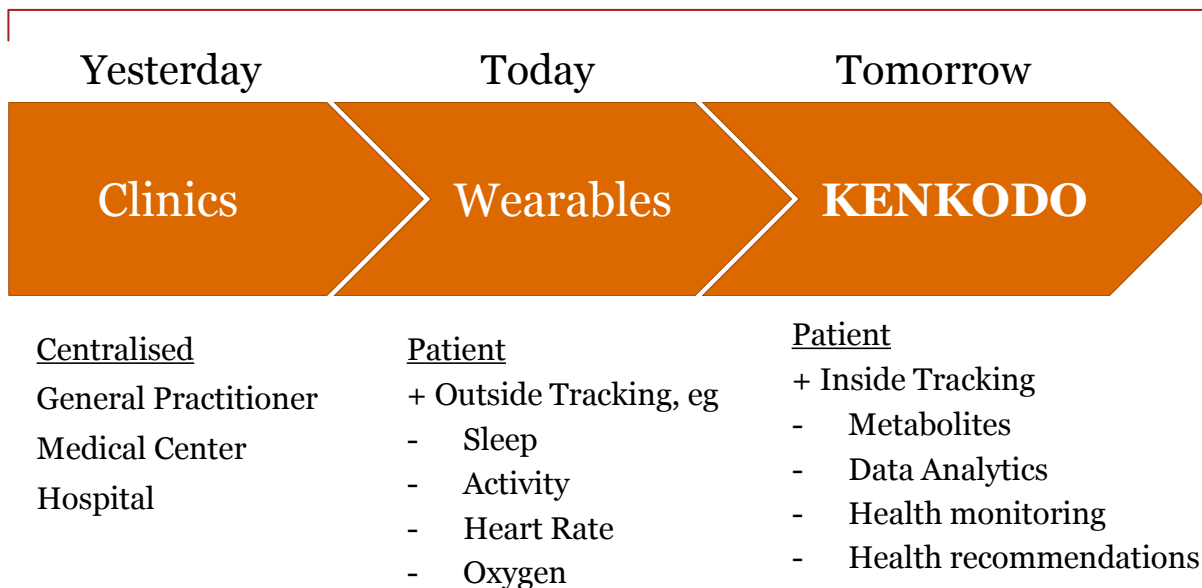 Yesterday
Today
Tomorrow
Clinics
Wearables
KENKODO
Centralised
General Practitioner
Medical Center
Hospital
Patient
+ Outside Tracking, eg
- Sleep
- Activity
- Heart Rate
- Oxygen
Patient
+ Inside Tracking
- Metabolites
- Data Analytics
- Health monitoring
- Health recommendations